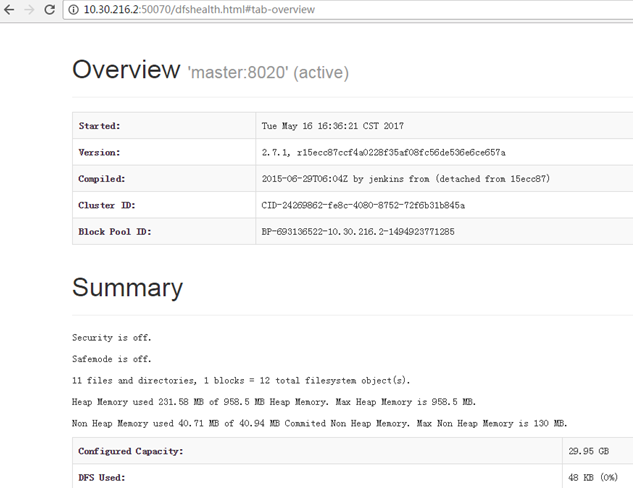 10.30.216.2:50070/dfshealth.html#tab-overview
Overview 'master:8020' (active)
Started: Tue May 16 16:36:21 CST 2017
Version: 2.7.1, r15ecc87ccf4a0228f35af08fc56de536e6ce657a
Compiled: 2015-06-29T06:04Z by jenkins from (detached from 15ecc87)
Cluster ID: CID-24269862-fe8c-4080-8752-72f6b31b845a
Block Pool ID: BP-693136522-10.30.216.2-1494923771285
Summary
Security is off.
Safemode is off.
11 files and directories, 1 blocks = 12 total filesystem object(s).
Heap Memory used 231.58 MB of 958.5 MB Heap Memory. Max Heap Memory is 958.5 MB.
Non Heap Memory used 40.71 MB of 40.94 MB Commited Non Heap Memory. Max Non Heap Memory is 130 MB.
Configured Capacity: 29.95 GB
DFS Used: 48 KB (0%)